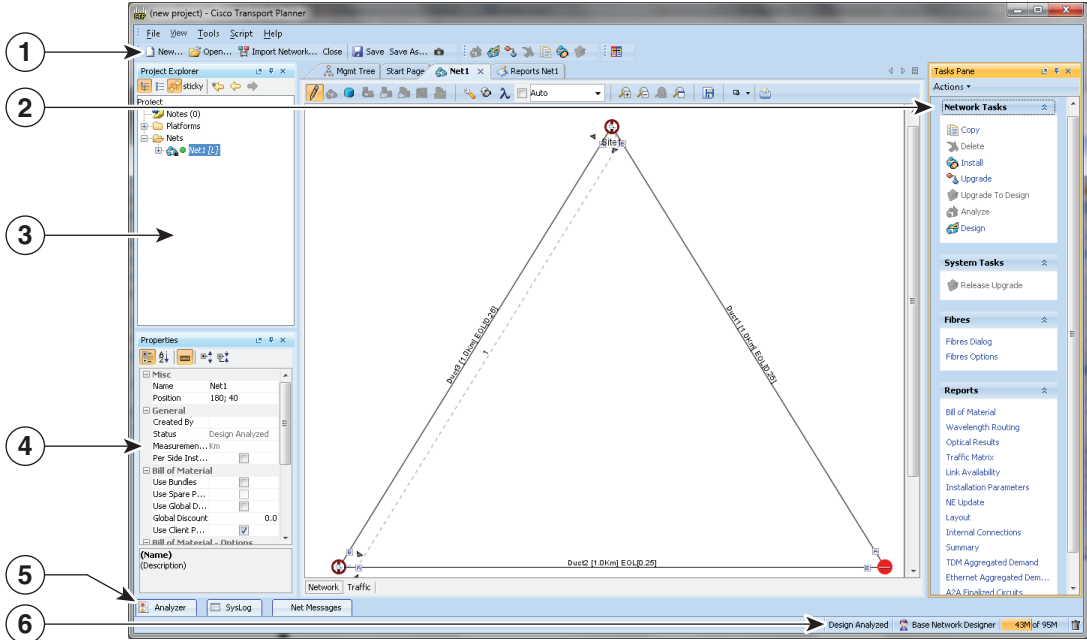 (new project) - Cisco Transport Planner
File View Tools Script Help
1
New... Open... Import Network... Close Save Save As...
Project Explorer
sticky
Project
Notes (0)
Platforms
Nets
Net1 [L]
Mgmt Tree Start Page Net1 Reports Net1
Auto
Site1
Duct3 [1.0Km] EOL[0.25]
1
Duct1 [1.0Km] EOL[0.25]
Duct2 [1.0Km] EOL[0.25]
Network Traffic
2
3
Tasks Pane
Actions
Network Tasks
Copy
Delete
Install
Upgrade
Upgrade To Design
Analyze
Design
System Tasks
Release Upgrade
Fibres
Fibres Dialog
Fibres Options
Reports
Bill of Material
Wavelength Routing
Optical Results
Traffic Matrix
Link Availability
Installation Parameters
NE Update
Layout
Internal Connections
Summary
TDM Aggregated Demand
Ethernet Aggregated Dem...
A2A Finalized Circuits
Properties
4
Misc
Name Net1
Position 180; 40
General
Created By
Status Design Analyzed
Measuremen... Km
Per Side Inst...
Bill of Material
Use Bundles
Use Spare P...
Use Global D...
Global Discount 0.0
Use Client P...
Bill of Material - Options
(Name)
(Description)
5
Analyzer SysLog Net Messages
6
Design Analyzed Base Network Designer 43M of 95M